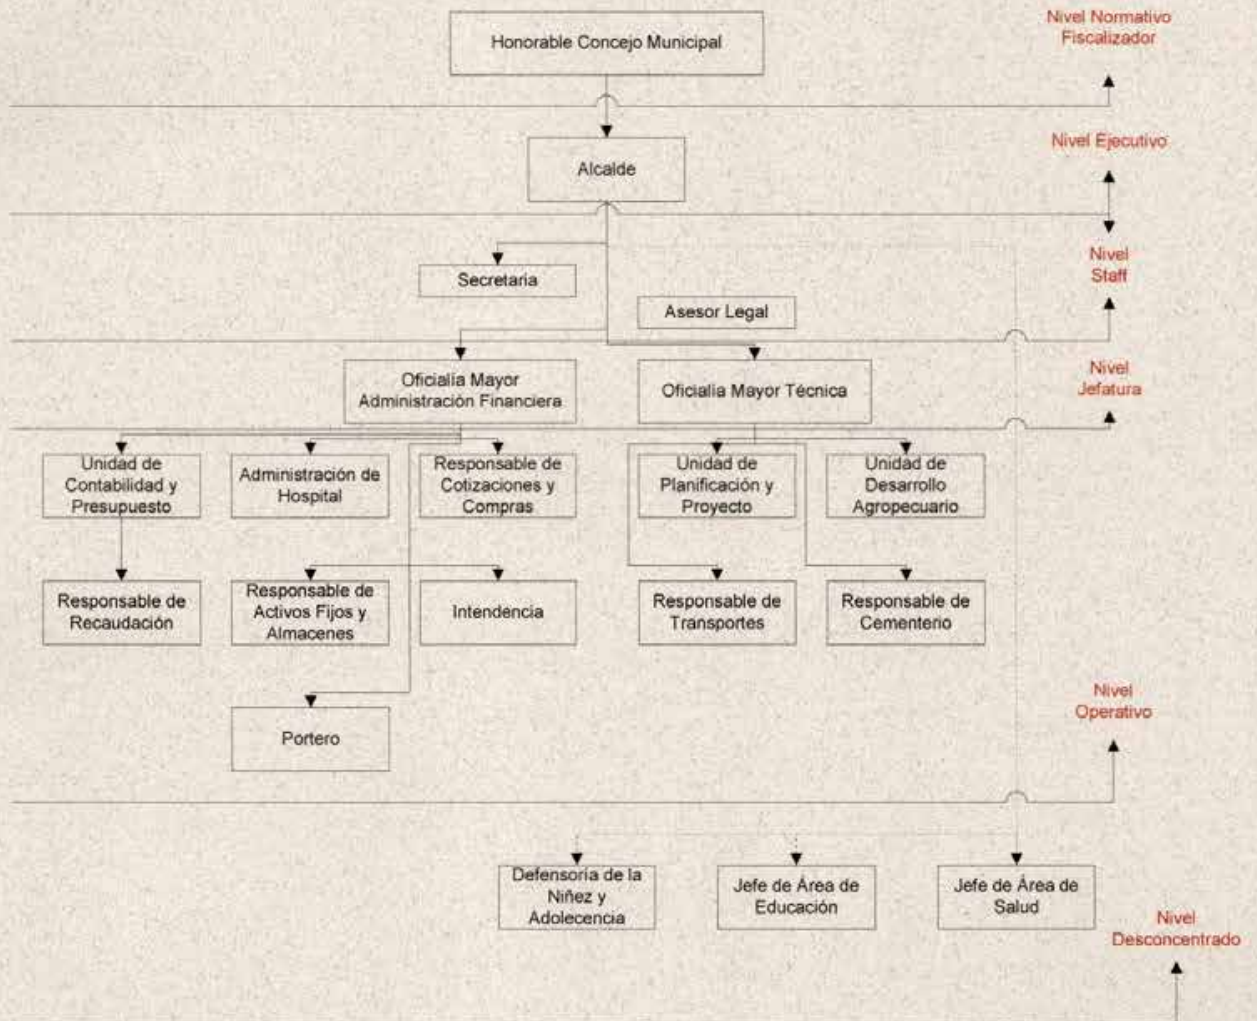 Honorable Concejo Municipal
Nivel Normativo
Fiscalizador
Alcalde
Nivel Ejecutivo
Secretaria
Nivel
Staff
Asesor Legal
Oficialía Mayor
Administración Financiera
Oficialía Mayor Técnica
Nivel
Jefatura
Unidad de
Contabilidad y
Presupuesto
Administración de
Hospital
Responsable de
Cotizaciones y
Compras
Unidad de
Planificación y
Proyecto
Unidad de
Desarrollo
Agropecuario
Responsable de
Recaudación
Responsable de
Activos Fijos y
Almacenes
Intendencia
Responsable de
Transportes
Responsable de
Cementerio
Nivel
Operativo
Portero
Defensoría de la
Niñez y
Adolecencia
Jefe de Área de
Educación
Jefe de Área de
Salud
Nivel
Desconcentrado